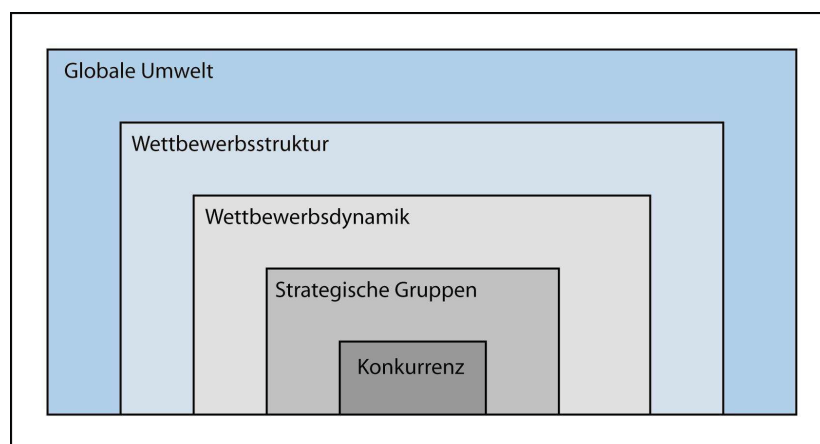 Globale Umwelt
Wettbewerbsstruktur
Wettbewerbsdynamik
Strategische Gruppen
Konkurrenz